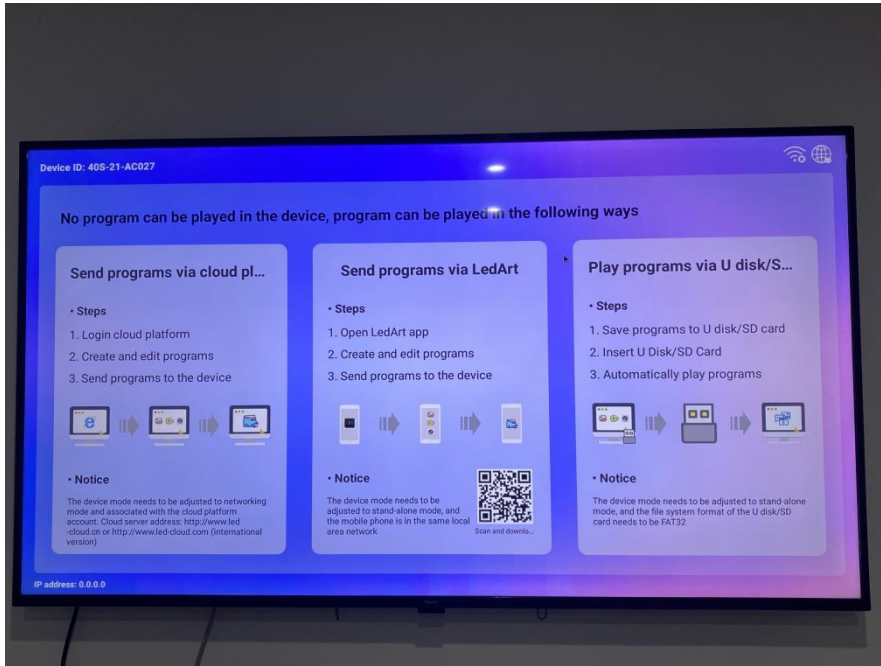 Device ID: 40S-21-AC027
No program can be played in the device, program can be played in the following ways
Send programs via cloud pl...
• Steps
1. Login cloud platform
2. Create and edit programs
3. Send programs to the device
• Notice
The device mode needs to be adjusted to networking
mode and associated with the cloud platform
account. Cloud server address: http://www.led
-cloud.cn or http://www.led-cloud.com (international
version)
Send programs via LedArt
• Steps
1. Open LedArt app
2. Create and edit programs
3. Send programs to the device
• Notice
The device mode needs to be
adjusted to stand-alone mode, and
the mobile phone is in the same local
area network
Scan and downlo...
Play programs via U disk/S...
• Steps
1. Save programs to U disk/SD card
2. Insert U Disk/SD Card
3. Automatically play programs
• Notice
The device mode needs to be adjusted to stand-alone
mode, and the file system format of the U disk/SD
card needs to be FAT32
IP address: 0.0.0.0